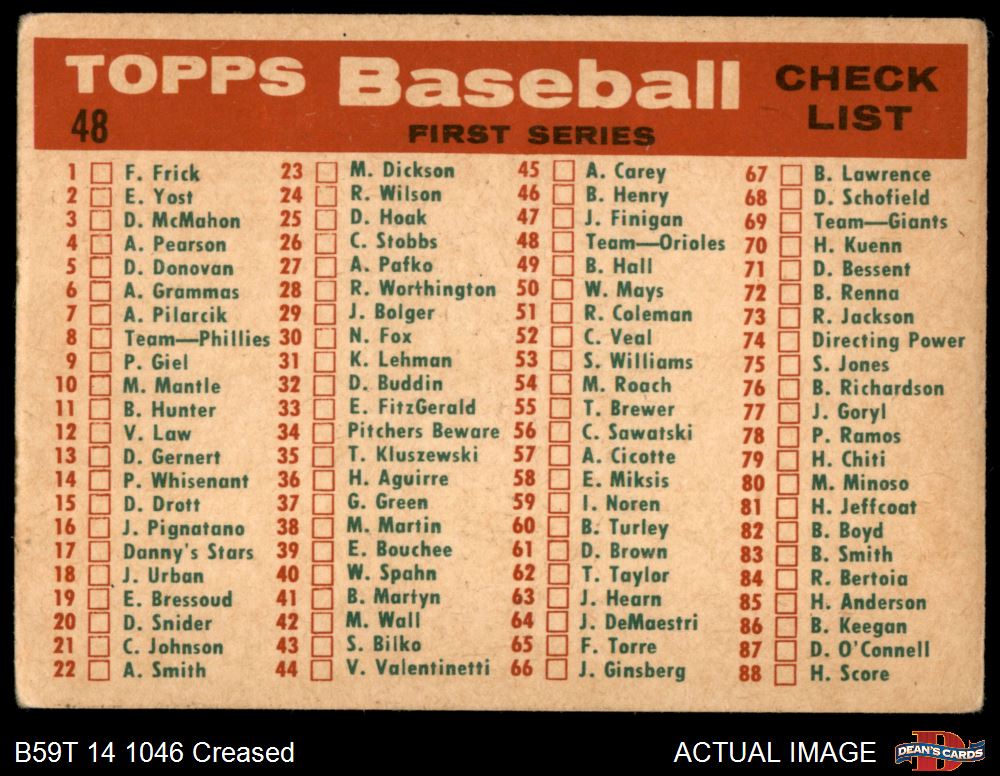 TOPPS Baseball CHECK LIST
48 FIRST SERIES
1 F. Frick
2 E. Yost
3 D. McMahon
4 A. Pearson
5 D. Donovan
6 A. Grammas
7 A. Pilarcik
8 Team—Phillies
9 P. Giel
10 M. Mantle
11 B. Hunter
12 V. Law
13 D. Gernert
14 P. Whisenant
15 D. Drott
16 J. Pignatano
17 Danny's Stars
18 J. Urban
19 E. Bressoud
20 D. Snider
21 C. Johnson
22 A. Smith
23 M. Dickson
24 R. Wilson
25 D. Hoak
26 C. Stobbs
27 A. Pafko
28 R. Worthington
29 J. Bolger
30 N. Fox
31 K. Lehman
32 D. Buddin
33 E. FitzGerald
34 Pitchers Beware
35 T. Kluszewski
36 H. Aguirre
37 G. Green
38 M. Martin
39 E. Bouchee
40 W. Spahn
41 B. Martyn
42 M. Wall
43 S. Bilko
44 V. Valentinetti
45 A. Carey
46 B. Henry
47 J. Finigan
48 Team—Orioles
49 B. Hall
50 W. Mays
51 R. Coleman
52 C. Veal
53 S. Williams
54 M. Roach
55 T. Brewer
56 C. Sawatski
57 A. Cicotte
58 E. Miksis
59 I. Noren
60 B. Turley
61 D. Brown
62 T. Taylor
63 J. Hearn
64 J. DeMaestri
65 F. Torre
66 J. Ginsberg
67 B. Lawrence
68 D. Schofield
69 Team—Giants
70 H. Kuenn
71 D. Bessent
72 B. Renna
73 R. Jackson
74 Directing Power
75 S. Jones
76 B. Richardson
77 J. Goryl
78 P. Ramos
79 H. Chiti
80 M. Minoso
81 H. Jeffcoat
82 B. Boyd
83 B. Smith
84 R. Bertoia
85 H. Anderson
86 B. Keegan
87 D. O'Connell
88 H. Score
B59T 14 1046 Creased ACTUAL IMAGE DEAN'S CARDS